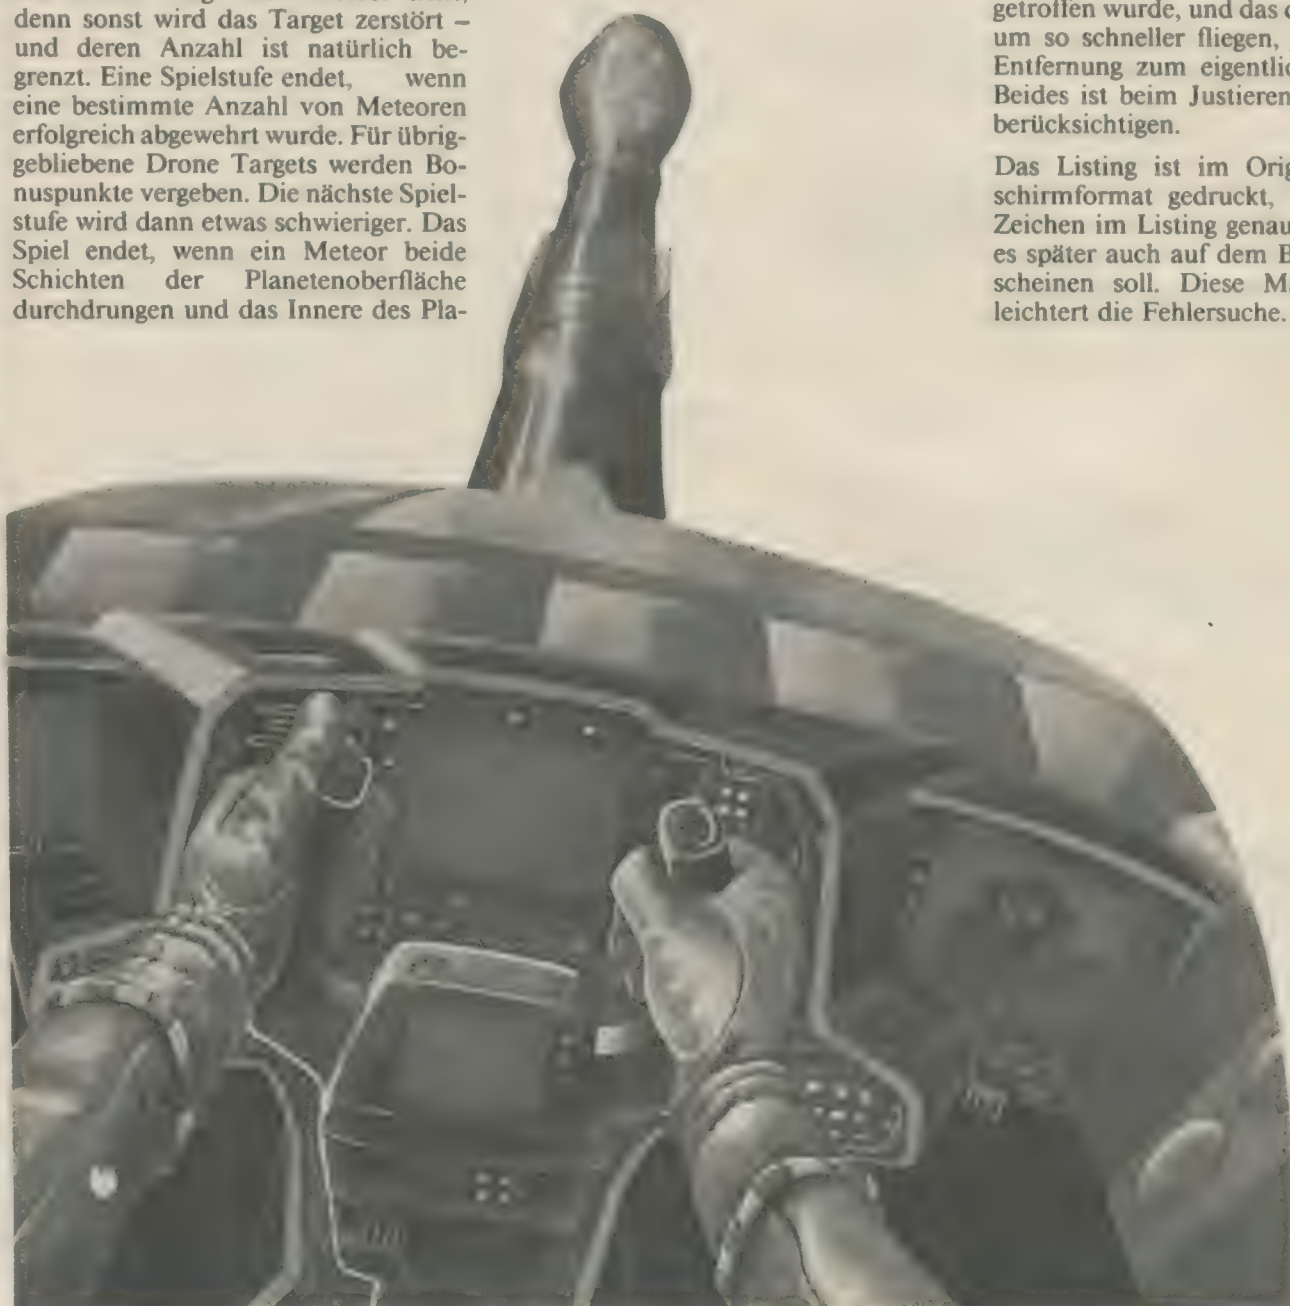 denn sonst wird das Target zerstört –
und deren Anzahl ist natürlich be-
grenzt. Eine Spielstufe endet, wenn
eine bestimmte Anzahl von Meteoren
erfolgreich abgewehrt wurde. Für übrig-
gebliebene Drone Targets werden Bo-
nuspunkte vergeben. Die nächste Spiel-
stufe wird dann etwas schwieriger. Das
Spiel endet, wenn ein Meteor beide
Schichten der Planetenoberfläche
durchdrungen und das Innere des Pla-
getroffen wurde, und das
um so schneller fliegen,
Entfernung zum
Beides ist beim Justieren
berücksichtigen.
Das Listing ist im
schirmformat gedruckt,
Zeichen im Listing genau
es später auch auf dem
scheinen soll. Diese
leichtert die Fehlersuche.